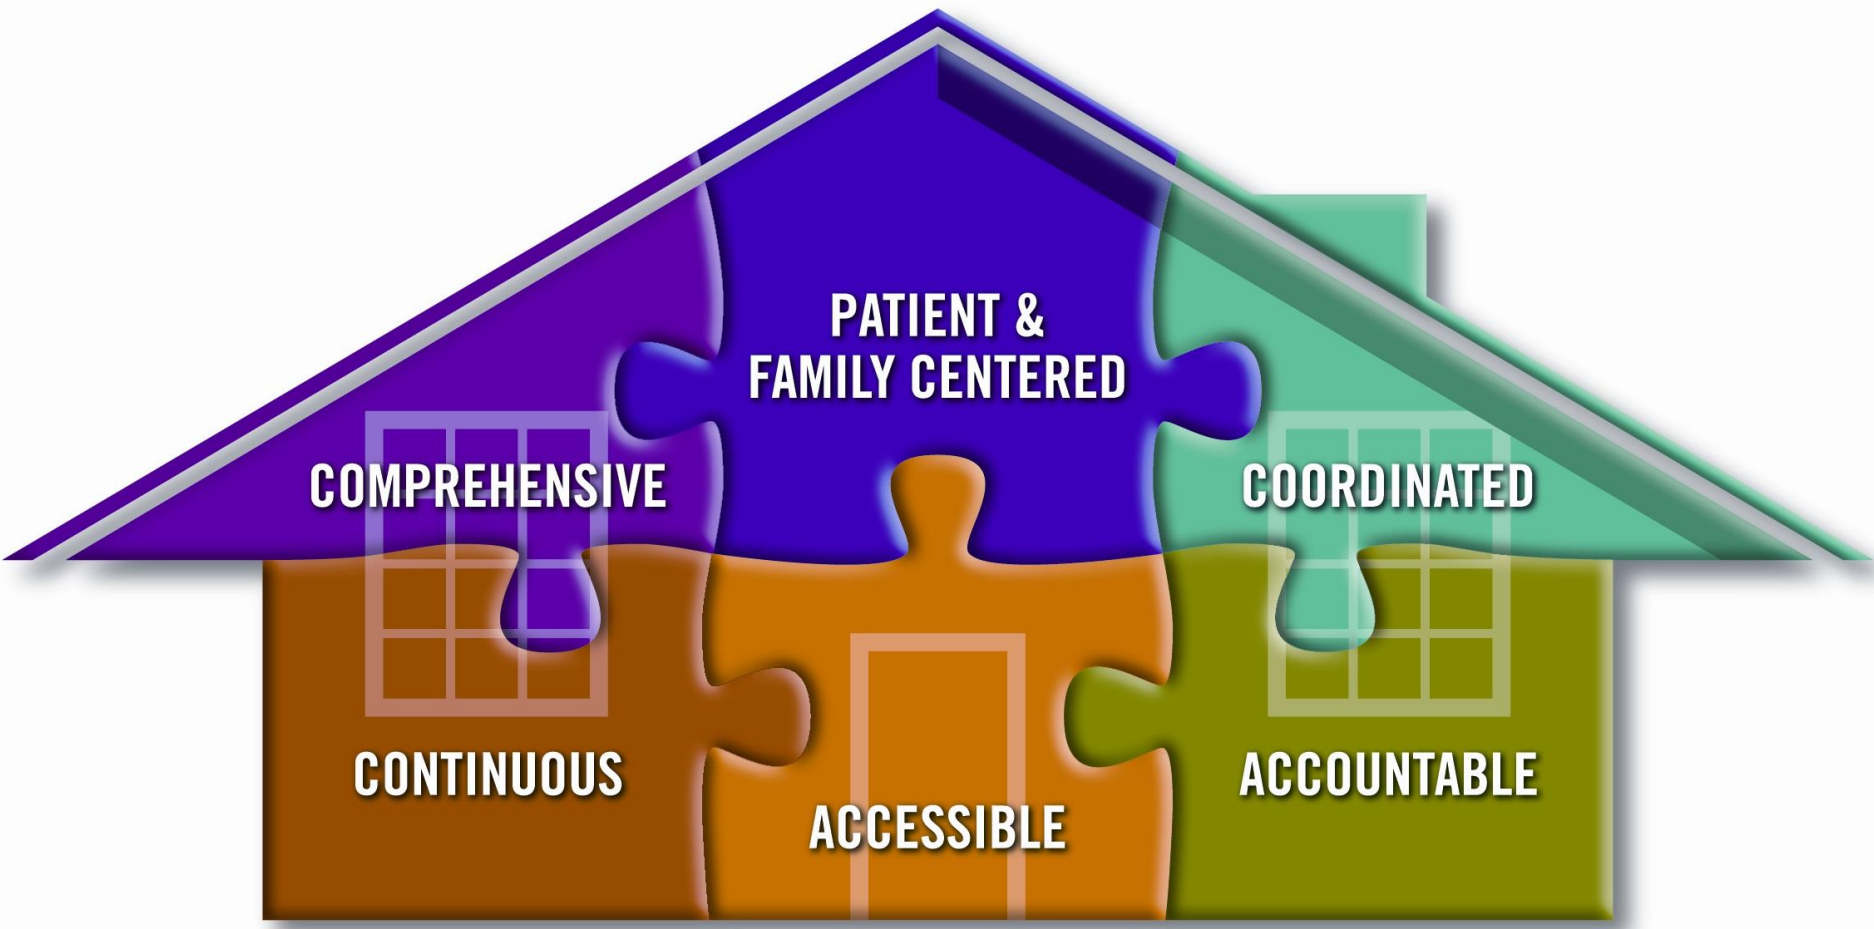 PATIENT &
FAMILY CENTERED
COMPREHENSIVE
COORDINATED
CONTINUOUS
ACCESSIBLE
ACCOUNTABLE